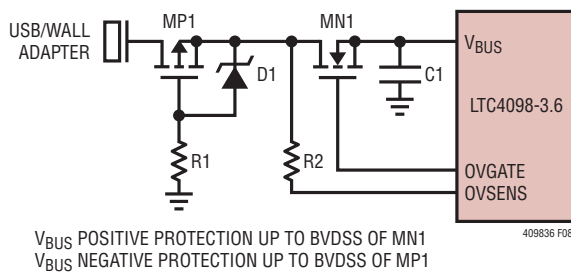 USB/WALL
ADAPTER
MP1
MN1
D1
C1
R1
R2
VBUS
LTC4098-3.6
OVGATE
OVSENS
409836 F08
VBUS POSITIVE PROTECTION UP TO BVDSS OF MN1
VBUS NEGATIVE PROTECTION UP TO BVDSS OF MP1